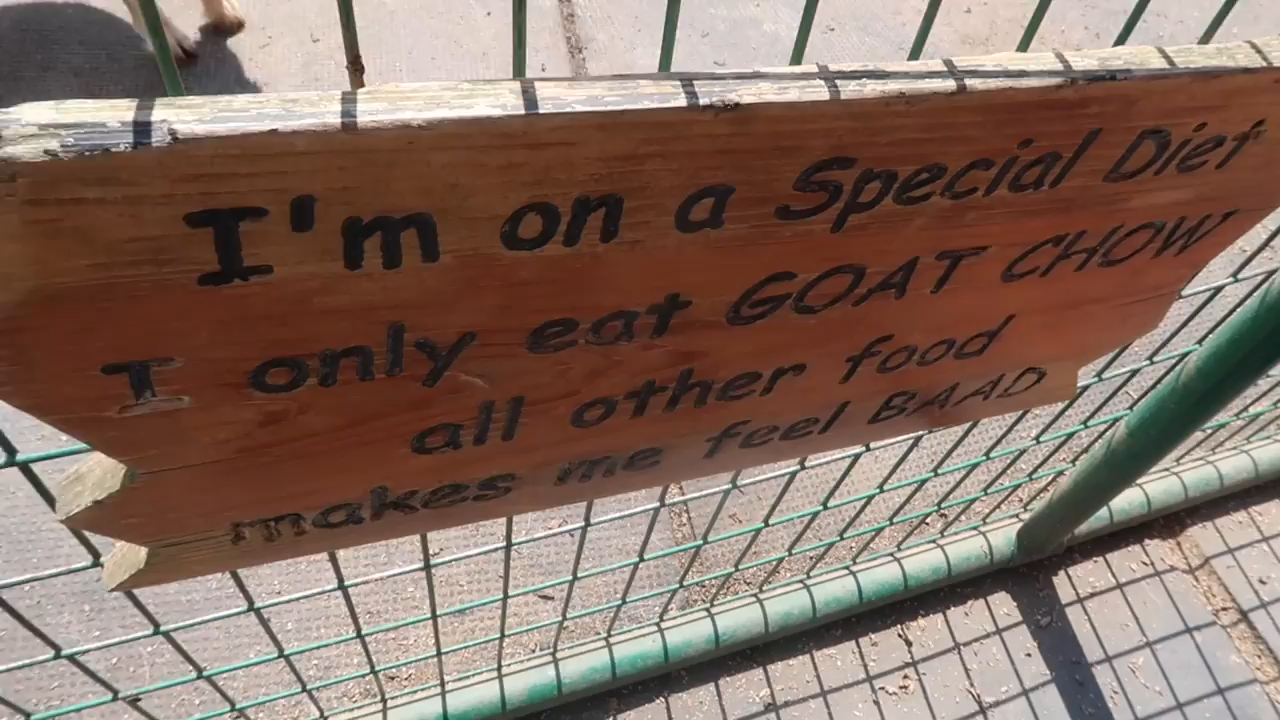 I'm on a Special Diet
I only eat GOAT CHOW
all other food
makes me feel BAAD